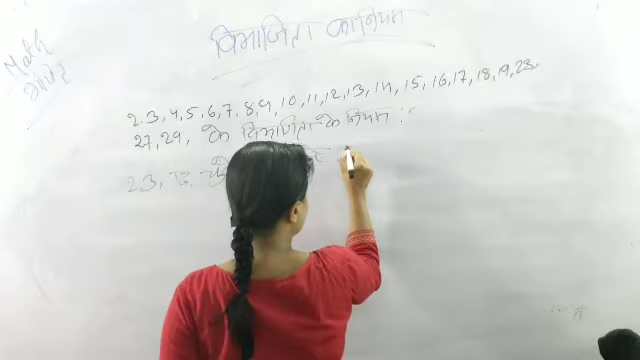 Math
विभाजिता का नियम
2.3, 4,5, 6,7, 8,9, 10,11,12,13, 14, 15, 16,17, 18,19,23,
27,29, के विभाजिता के नियम :-
2.3,